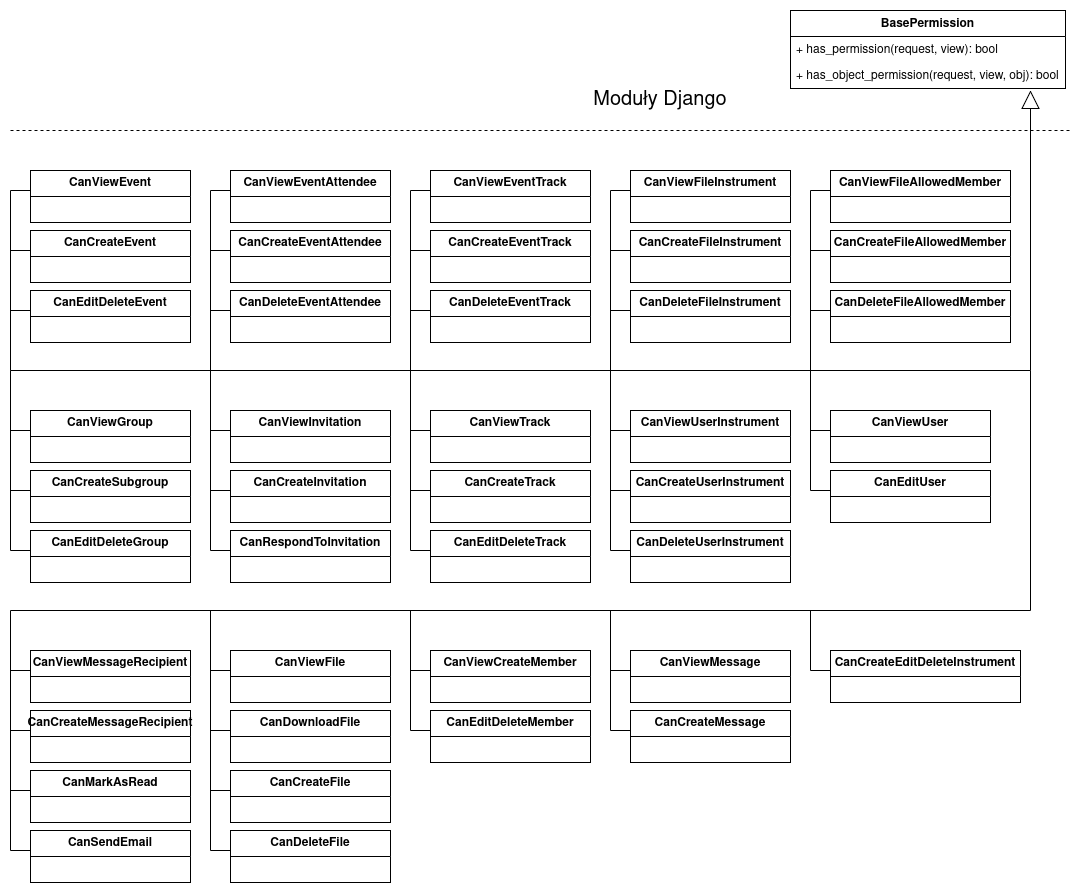 BasePermission
+ has_permission(request, view): bool
+ has_object_permission(request, view, obj): bool
Moduły Django
CanViewEvent
CanCreateEvent
CanEditDeleteEvent
CanViewEventAttendee
CanCreateEventAttendee
CanDeleteEventAttendee
CanViewEventTrack
CanCreateEventTrack
CanDeleteEventTrack
CanViewFileInstrument
CanCreateFileInstrument
CanDeleteFileInstrument
CanViewFileAllowedMember
CanCreateFileAllowedMember
CanDeleteFileAllowedMember
CanViewGroup
CanCreateSubgroup
CanEditDeleteGroup
CanViewInvitation
CanCreateInvitation
CanRespondToInvitation
CanViewTrack
CanCreateTrack
CanEditDeleteTrack
CanViewUserInstrument
CanCreateUserInstrument
CanDeleteUserInstrument
CanViewUser
CanEditUser
CanViewMessageRecipient
CanCreateMessageRecipient
CanMarkAsRead
CanSendEmail
CanViewFile
CanDownloadFile
CanCreateFile
CanDeleteFile
CanViewCreateMember
CanEditDeleteMember
CanViewMessage
CanCreateMessage
CanCreateEditDeleteInstrument